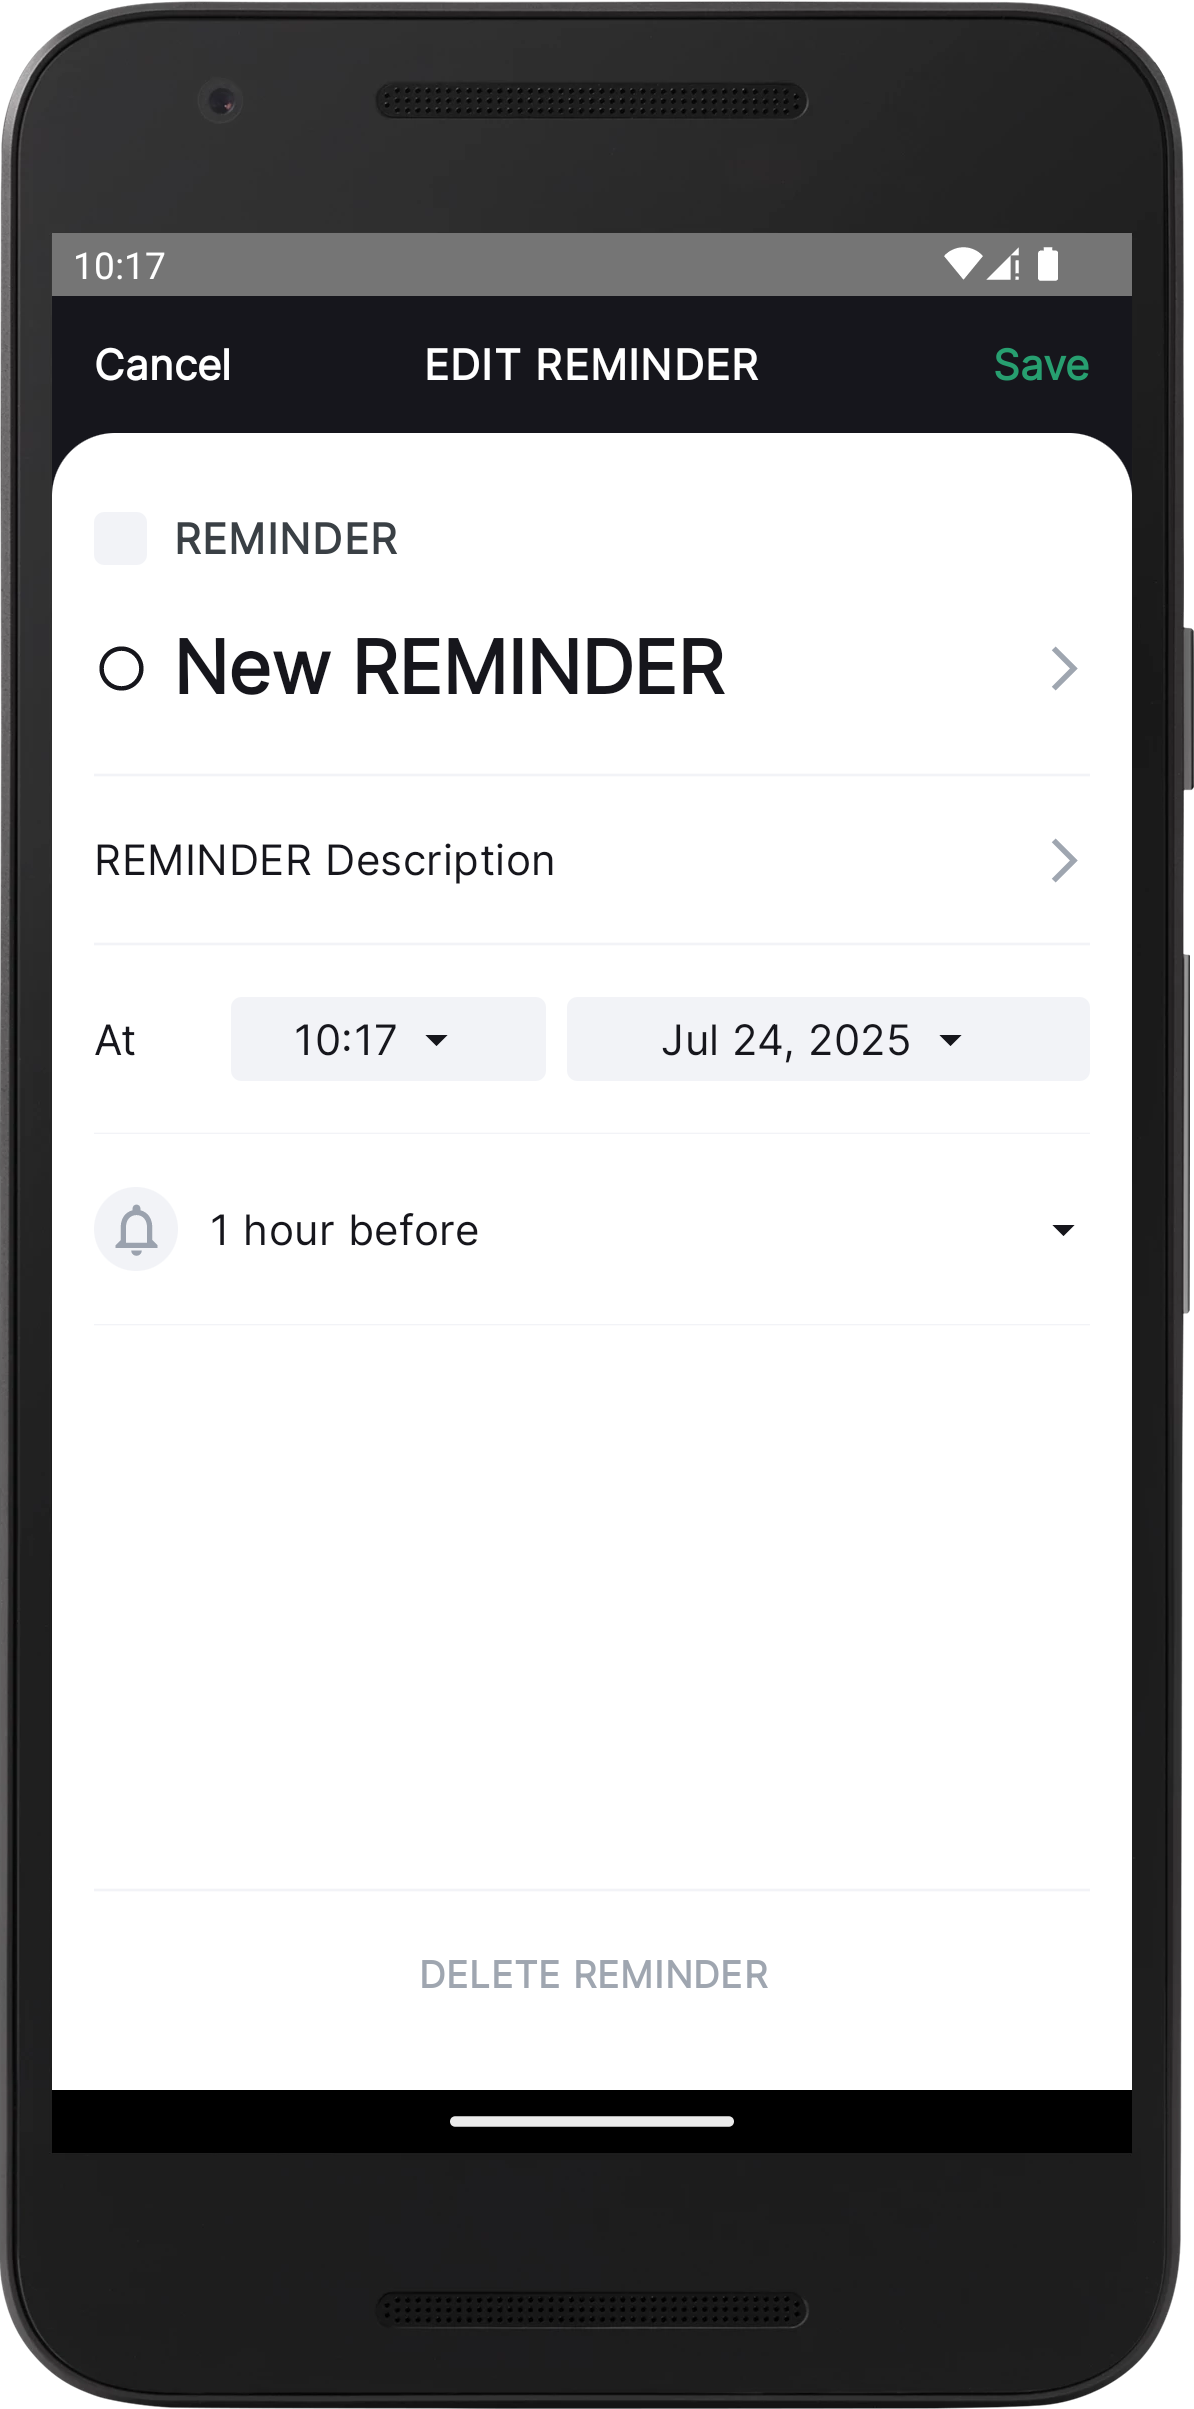 10:17
Cancel EDIT REMINDER Save
REMINDER
New REMINDER
REMINDER Description
At 10:17 Jul 24, 2025
1 hour before
DELETE REMINDER